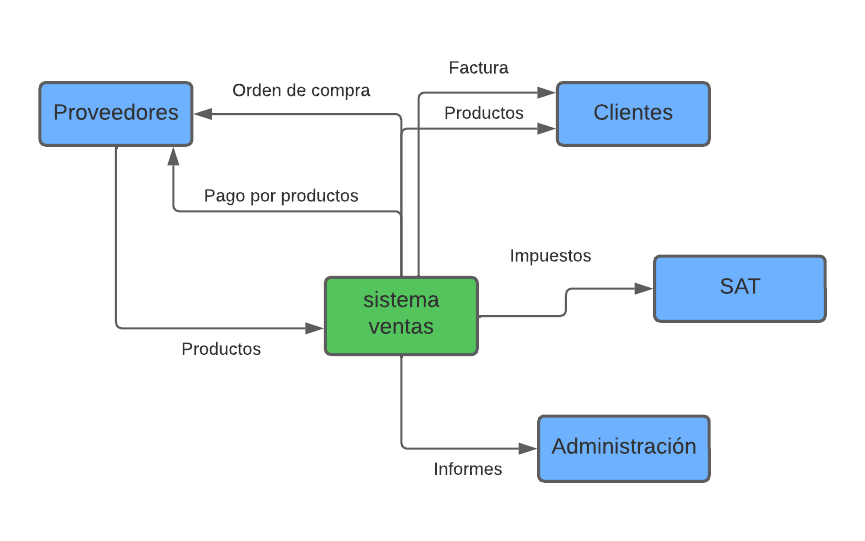 Factura
Orden de compra
Proveedores
Productos
Clientes
Pago por productos
Impuestos
SAT
sistema
ventas
Productos
Administración
Informes